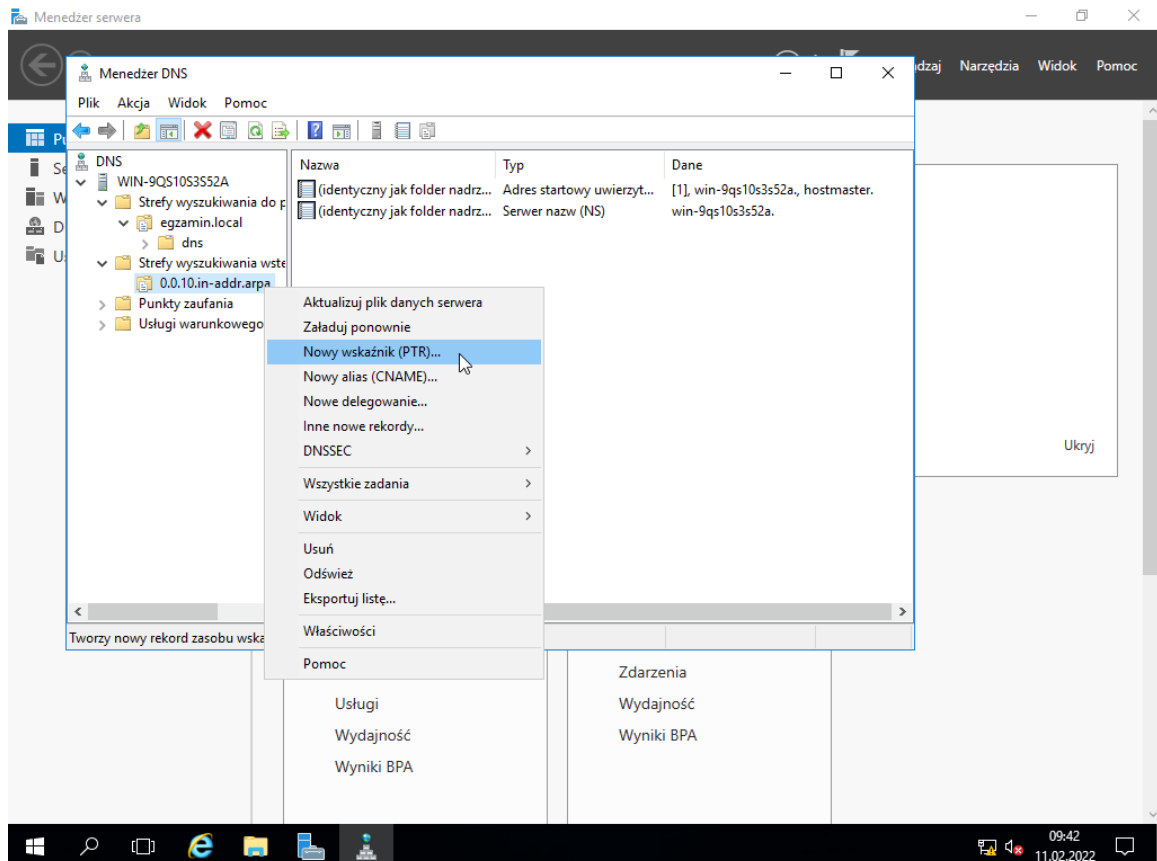 Menedżer serwera
dzaj Narzędzia Widok Pomoc
Menedżer DNS
Plik Akcja Widok Pomoc
DNS
WIN-9QS10S3S52A
Strefy wyszukiwania do
egzamin.local
dns
Strefy wyszukiwania
0.0.10.in-addr.arpa
Punkty zaufania
Usługi warunkowego
Nazwa Typ Dane
(identyczny jak folder nadrz... Adres startowy uwierzyt... [1], win-9qs10s3s52a., hostmaster.
(identyczny jak folder nadrz... Serwer nazw (NS) win-9qs10s3s52a.
Aktualizuj plik danych serwera
Załaduj ponownie
Nowy wskaźnik (PTR)...
Nowy alias (CNAME)...
Nowe delegowanie...
Inne nowe rekordy...
DNSSEC
Wszystkie zadania
Widok
Usuń
Odśwież
Eksportuj listę...
Właściwości
Pomoc
Tworzy nowy rekord zasobu wska
Ukryj
Usługi
Wydajność
Wyniki BPA
Zdarzenia
Wydajność
Wyniki BPA
09:42
11.02.2022